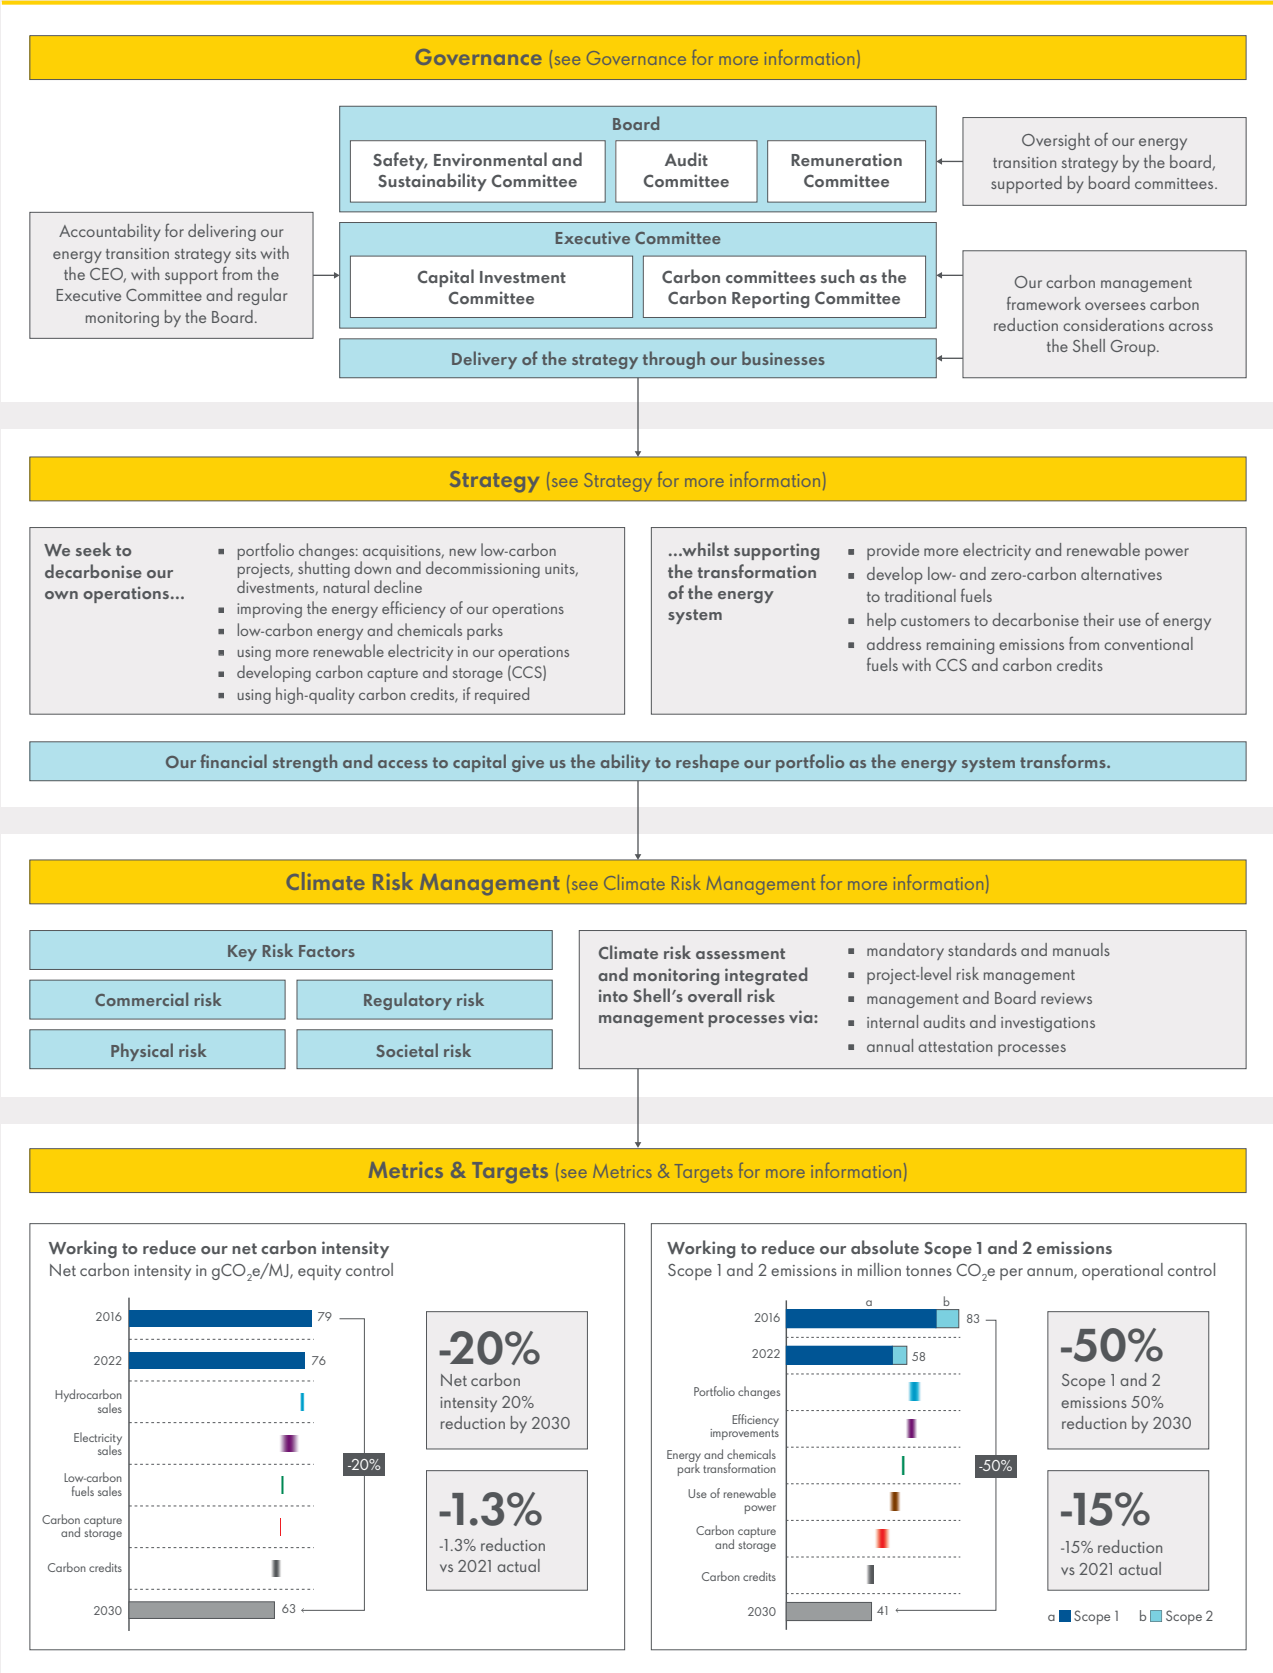 Governance (see Governance for more information)
Board
Safety, Environmental and
Sustainability Committee
Audit
Committee
Remuneration
Committee
Oversight of our energy
transition strategy by the board,
supported by board committees.
Accountability for delivering our
energy transition strategy sits with
the CEO, with support from the
Executive Committee and regular
monitoring by the Board.
Executive Committee
Capital Investment
Committee
Carbon committees such as the
Carbon Reporting Committee
Our carbon management
framework oversees carbon
reduction considerations across
the Shell Group.
Delivery of the strategy through our businesses
Strategy (see Strategy for more information)
We seek to
decarbonise our
own operations...
▪ portfolio changes: acquisitions, new low-carbon
projects, shutting down and decommissioning units,
divestments, natural decline
▪ improving the energy efficiency of our operations
▪ low-carbon energy and chemicals parks
▪ using more renewable electricity in our operations
▪ developing carbon capture and storage (CCS)
▪ using high-quality carbon credits, if required
...whilst supporting
the transformation
of the energy
system
▪ provide more electricity and renewable power
▪ develop low- and zero-carbon alternatives
to traditional fuels
▪ help customers to decarbonise their use of energy
▪ address remaining emissions from conventional
fuels with CCS and carbon credits
Our financial strength and access to capital give us the ability to reshape our portfolio as the energy system transforms.
Climate Risk Management (see Climate Risk Management for more information)
Key Risk Factors
Commercial risk
Regulatory risk
Physical risk
Societal risk
Climate risk assessment
and monitoring integrated
into Shell's overall risk
management processes via:
▪ mandatory standards and manuals
▪ project-level risk management
▪ management and Board reviews
▪ internal audits and investigations
▪ annual attestation processes
Metrics & Targets (see Metrics & Targets for more information)
Working to reduce our net carbon intensity
Net carbon intensity in gCO₂e/MJ, equity control
2016
79
2022
76
Hydrocarbon
sales
Electricity
sales
Low-carbon
fuels sales
Carbon capture
and storage
Carbon credits
2030
63
-20%
-20%
Net carbon
intensity 20%
reduction by 2030
-1.3%
-1.3% reduction
vs 2021 actual
Working to reduce our absolute Scope 1 and 2 emissions
Scope 1 and 2 emissions in million tonnes CO₂e per annum, operational control
a
b
2016
83
2022
58
Portfolio changes
Efficiency
improvements
Energy and chemicals
park transformation
Use of renewable
power
Carbon capture
and storage
Carbon credits
2030
41
-50%
-50%
Scope 1 and 2
emissions 50%
reduction by 2030
-15%
-15% reduction
vs 2021 actual
a Scope 1 b Scope 2